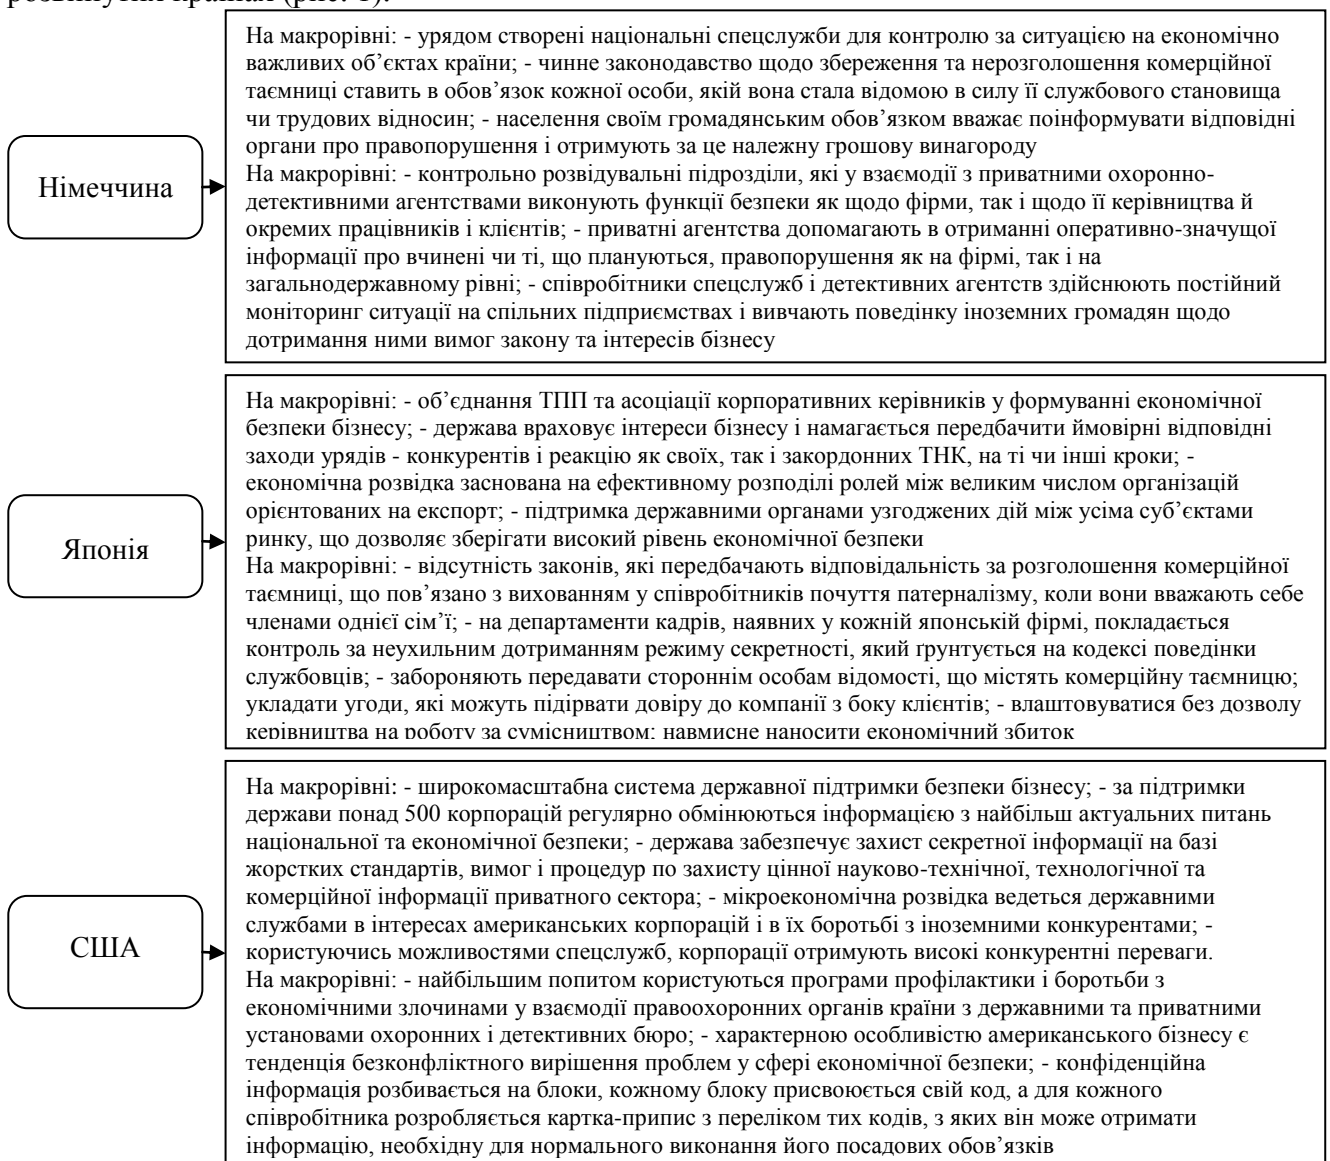 розвинутих країнах (рис. 1).
На макрорівні: - урядом створені національні спецслужби для контролю за ситуацією на економічно
важливих об’єктах країни; - чинне законодавство щодо збереження та нерозголошення комерційної
таємниці ставить в обов’язок кожної особи, якій вона стала відомою в силу її службового становища
чи трудових відносин; - населення своїм громадянським обов’язком вважає поінформувати відповідні
органи про правопорушення і отримують за це належну грошову винагороду
На макрорівні: - контрольно розвідувальні підрозділи, які у взаємодії з приватними охоронно-
детективними агентствами виконують функції безпеки як щодо фірми, так і щодо її керівництва й
окремих працівників і клієнтів; - приватні агентства допомагають в отриманні оперативно-значущої
інформації про вчинені чи ті, що плануються, правопорушення як на фірмі, так і на
загальнодержавному рівні; - співробітники спецслужб і детективних агентств здійснюють постійний
моніторинг ситуації на спільних підприємствах і вивчають поведінку іноземних громадян щодо
дотримання ними вимог закону та інтересів бізнесу
Німеччина
На макрорівні: - об’єднання ТПП та асоціації корпоративних керівників у формуванні економічної
безпеки бізнесу; - держава враховує інтереси бізнесу і намагається передбачити ймовірні відповідні
заходи урядів - конкурентів і реакцію як своїх, так і закордонних ТНК, на ті чи інші кроки; -
економічна розвідка заснована на ефективному розподілі ролей між великим числом організацій
орієнтованих на експорт; - підтримка державними органами узгоджених дій між усіма суб’єктами
ринку, що дозволяє зберігати високий рівень економічної безпеки
На макрорівні: - відсутність законів, які передбачають відповідальність за розголошення комерційної
таємниці, що пов’язано з вихованням у співробітників почуття патерналізму, коли вони вважають себе
членами однієї сім’ї; - на департаменти кадрів, наявних у кожній японській фірмі, покладається
контроль за неухильним дотриманням режиму секретності, який ґрунтується на кодексі поведінки
службовців; - забороняють передавати стороннім особам відомості, що містять комерційну таємницю;
укладати угоди, які можуть підірвати довіру до компанії з боку клієнтів; - влаштовуватися без дозволу
керівництва на роботу за сумісництвом; навмисне наносити економічний збиток
Японія
На макрорівні: - широкомасштабна система державної підтримки безпеки бізнесу; - за підтримки
держави понад 500 корпорацій регулярно обмінюються інформацією з найбільш актуальних питань
національної та економічної безпеки; - держава забезпечує захист секретної інформації на базі
жорстких стандартів, вимог і процедур по захисту цінної науково-технічної, технологічної та
комерційної інформації приватного сектора; - мікроекономічна розвідка ведеться державними
службами в інтересах американських корпорацій і в їх боротьбі з іноземними конкурентами; -
користуючись можливостями спецслужб, корпорації отримують високі конкурентні переваги.
На макрорівні: - найбільшим попитом користуються програми профілактики і боротьби з
економічними злочинами у взаємодії правоохоронних органів країни з державними та приватними
установами охоронних і детективних бюро; - характерною особливістю американського бізнесу є
тенденція безконфліктного вирішення проблем у сфері економічної безпеки; - конфіденційна
інформація розбивається на блоки, кожному блоку присвоюється свій код, а для кожного
співробітника розробляється картка-припис з переліком тих кодів, з яких він може отримати
інформацію, необхідну для нормального виконання його посадових обов’язків
США